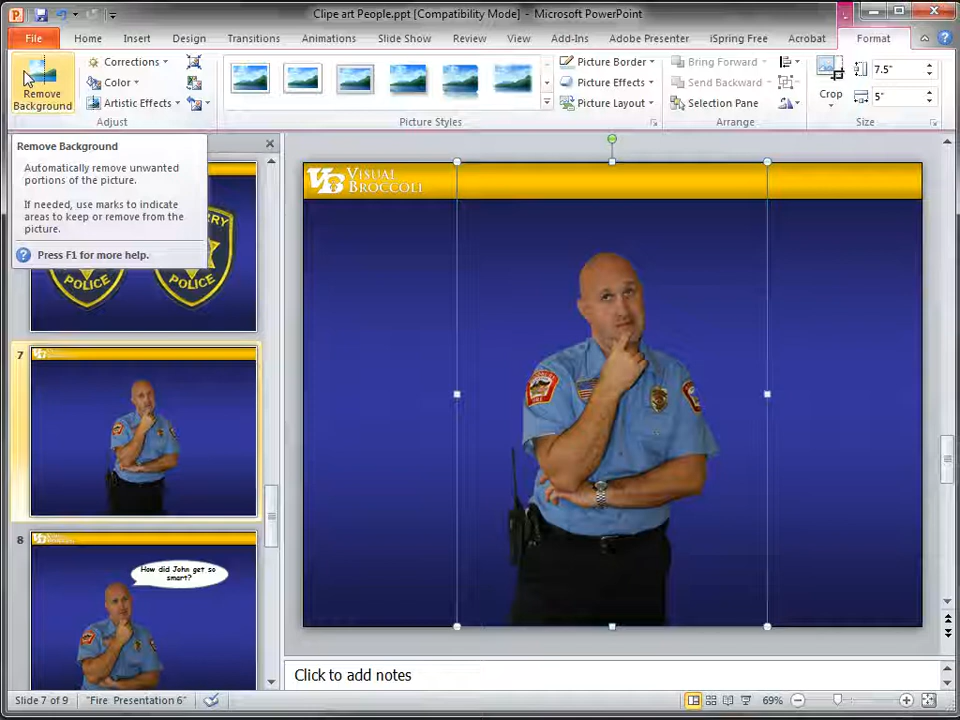 Clipe art People.ppt [Compatibility Mode] - Microsoft PowerPoint
File Home Insert Design Transitions Animations Slide Show Review View Add-Ins Adobe Presenter iSpring Free Acrobat Format
Remove Background
Corrections
Color
Artistic Effects
Adjust
Picture Styles
Picture Border
Picture Effects
Picture Layout
Bring Forward
Send Backward
Selection Pane
Arrange
Crop
7.5"
5"
Size
Remove Background
Automatically remove unwanted
portions of the picture.
If needed, use marks to indicate
areas to keep or remove from the
picture.
Press F1 for more help.
POLICE
POLICE
7
8
How did John get so
smart?
VB VISUAL
BROCCOLI
Click to add notes
Slide 7 of 9
"Fire Presentation 6"
69%